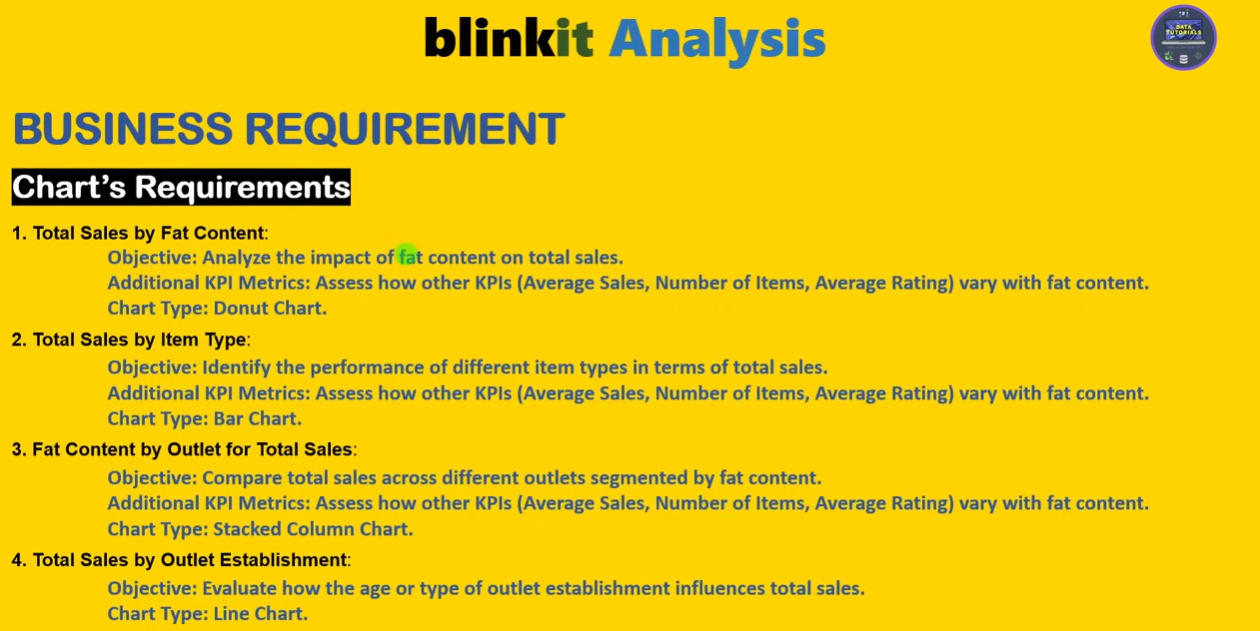 blinkit Analysis
DATA
TUTORIALS
BUSINESS REQUIREMENT
Chart's Requirements
1. Total Sales by Fat Content:
Objective: Analyze the impact of fat content on total sales.
Additional KPI Metrics: Assess how other KPIs (Average Sales, Number of Items, Average Rating) vary with fat content.
Chart Type: Donut Chart.
2. Total Sales by Item Type:
Objective: Identify the performance of different item types in terms of total sales.
Additional KPI Metrics: Assess how other KPIs (Average Sales, Number of Items, Average Rating) vary with fat content.
Chart Type: Bar Chart.
3. Fat Content by Outlet for Total Sales:
Objective: Compare total sales across different outlets segmented by fat content.
Additional KPI Metrics: Assess how other KPIs (Average Sales, Number of Items, Average Rating) vary with fat content.
Chart Type: Stacked Column Chart.
4. Total Sales by Outlet Establishment:
Objective: Evaluate how the age or type of outlet establishment influences total sales.
Chart Type: Line Chart.